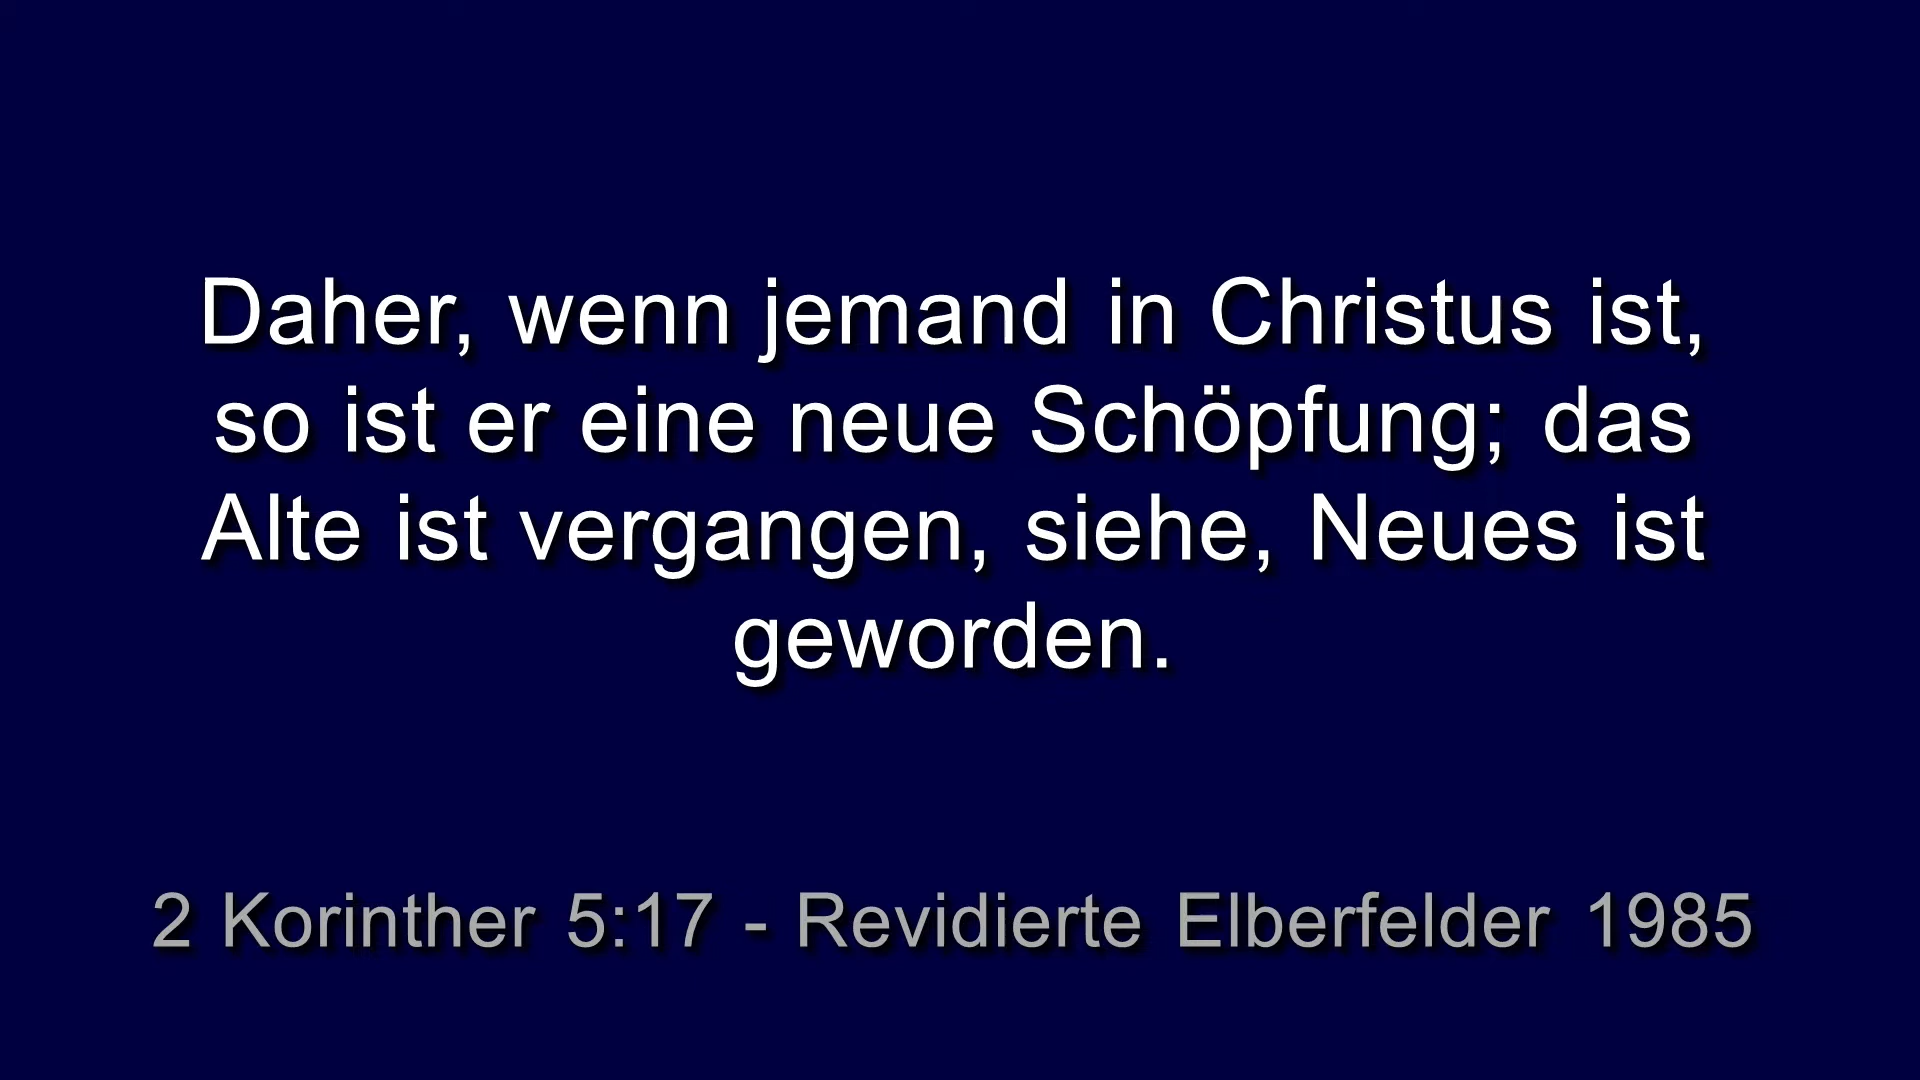 Daher, wenn jemand in Christus ist,
so ist er eine neue Schöpfung; das
Alte ist vergangen, siehe, Neues ist
geworden.
2 Korinther 5:17 - Revidierte Elberfelder 1985